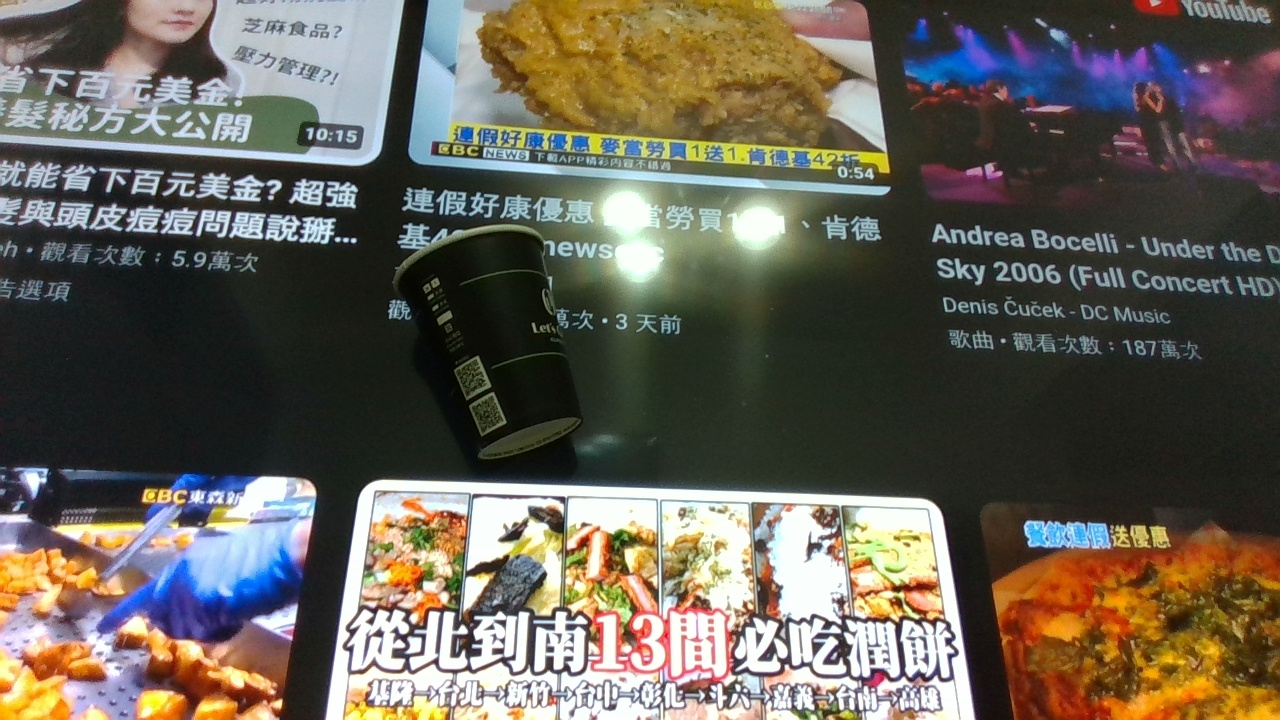 芝麻食品?
壓力管理?!
省下百元美金!
髮秘方大公開
10:15
就能省下百元美金? 超強
髮與頭皮痘痘問題說掰...
觀看次數：5.9萬次
告選項
連假好康優惠 麥當勞買1送1.肯德基42折
EBC NEWS 下載APP精彩內容不錯過
0:54
連假好康優惠 當勞買1 、肯德
基4 news
觀 萬次 • 3 天前
Let's
YouTube
Andrea Bocelli - Under the D
Sky 2006 (Full Concert HD)
Denis Čuček - DC Music
歌曲 • 觀看次數：187萬次
EBC 東森新
從北到南13間必吃潤餅
基隆→台北→新竹→台中→彰化→斗六→嘉義→台南→高雄
餐飲連假送優惠